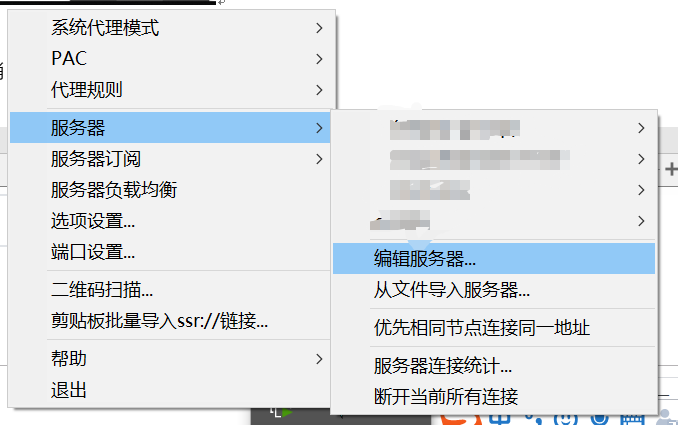 系统代理模式
PAC
代理规则
服务器
服务器订阅
服务器负载均衡
选项设置...
端口设置...
二维码扫描...
剪贴板批量导入ssr://链接...
帮助
退出
编辑服务器...
从文件导入服务器...
优先相同节点连接同一地址
服务器连接统计...
断开当前所有连接
中